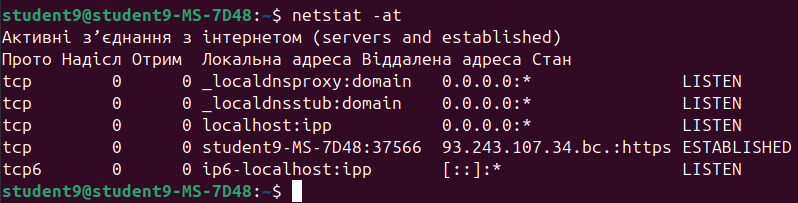 student9@student9-MS-7D48:~$ netstat -at
Активні з’єднання з інтернетом (servers and established)
Прото Надісл Отрим  Локальна адреса Віддалена адреса Стан
tcp        0      0 _localdnsproxy:domain   0.0.0.0:*               LISTEN
tcp        0      0 _localdnsstub:domain    0.0.0.0:*               LISTEN
tcp        0      0 localhost:ipp           0.0.0.0:*               LISTEN
tcp        0      0 student9-MS-7D48:37566  93.243.107.34.bc.:https ESTABLISHED
tcp6       0      0 ip6-localhost:ipp       [::]:*                  LISTEN
student9@student9-MS-7D48:~$